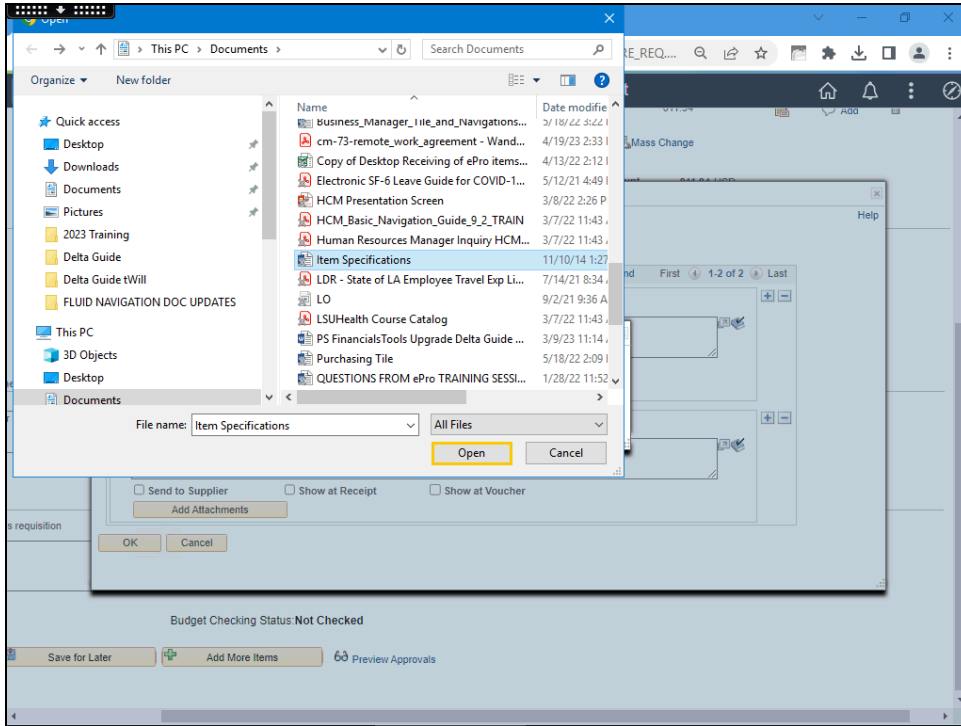 Open
This PC > Documents >
Search Documents
RE_REQ....
Organize
New folder
Quick access
Desktop
Downloads
Documents
Pictures
2023 Training
Delta Guide
Delta Guide tWill
FLUID NAVIGATION DOC UPDATES
This PC
3D Objects
Desktop
Documents
Name
Date modifie
Business_Manager_Tile_and_Navigations... 5/18/22 3:22
cm-73-remote_work_agreement - Wand... 4/19/23 2:33
Copy of Desktop Receiving of ePro items... 4/13/22 2:12
Electronic SF-6 Leave Guide for COVID-1... 5/12/21 4:49
HCM Presentation Screen 3/8/22 2:26 P
HCM_Basic_Navigation_Guide_9_2_TRAIN 3/7/22 11:43
Human Resources Manager Inquiry HCM... 3/7/22 11:43
Item Specifications 11/10/14 1:27
LDR - State of LA Employee Travel Exp Li... 7/14/21 8:34
LO 9/2/21 9:36 A
LSUHealth Course Catalog 3/7/22 11:43
PS FinancialsTools Upgrade Delta Guide ... 3/9/23 11:14
Purchasing Tile 5/18/22 2:09
QUESTIONS FROM ePro TRAINING SESSI... 1/28/22 11:52
File name: Item Specifications
All Files
Open
Cancel
Add
Mass Change
Help
First 1-2 of 2 Last
Send to Supplier
Show at Receipt
Show at Voucher
Add Attachments
s requisition
OK
Cancel
Budget Checking Status:Not Checked
Save for Later
Add More Items
Preview Approvals